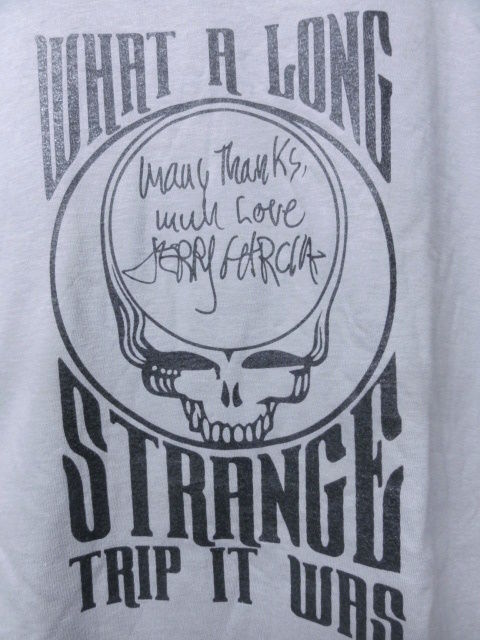 WHAT A LONG
Many Thanks,
much Love
JERRY GARCIA
STRANGE
TRIP IT WAS